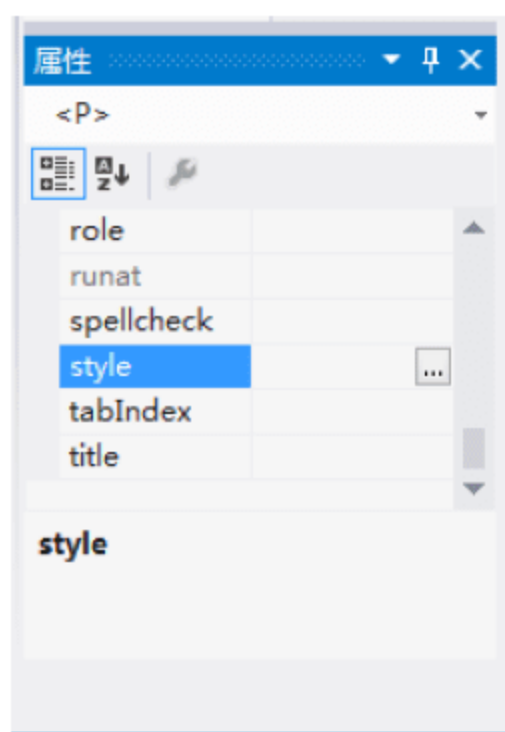 属性
<P>
role
runat
spellcheck
style
...
tabIndex
title
style